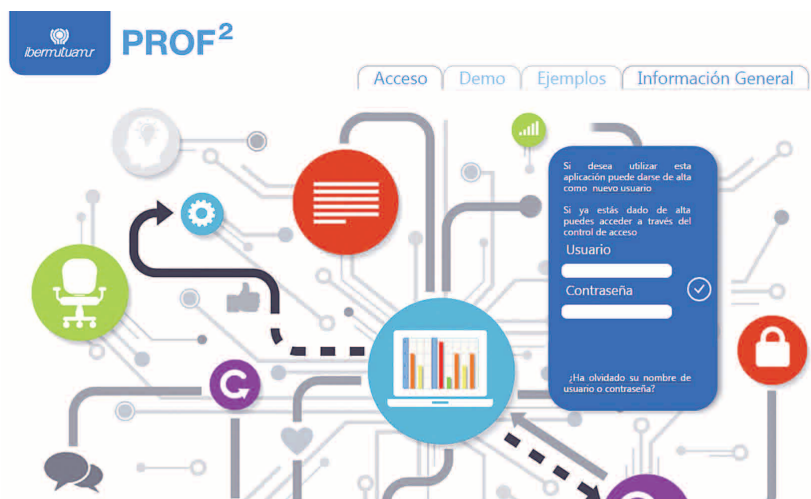 ibermutuamur
PROF²
Acceso
Demo
Ejemplos
Información General
Si desea utilizar esta
aplicación puede darse de alta
como nuevo usuario
Si ya estás dado de alta
puedes acceder a través del
control de acceso
Usuario
Contraseña
¿Ha olvidado su nombre de
usuario o contraseña?